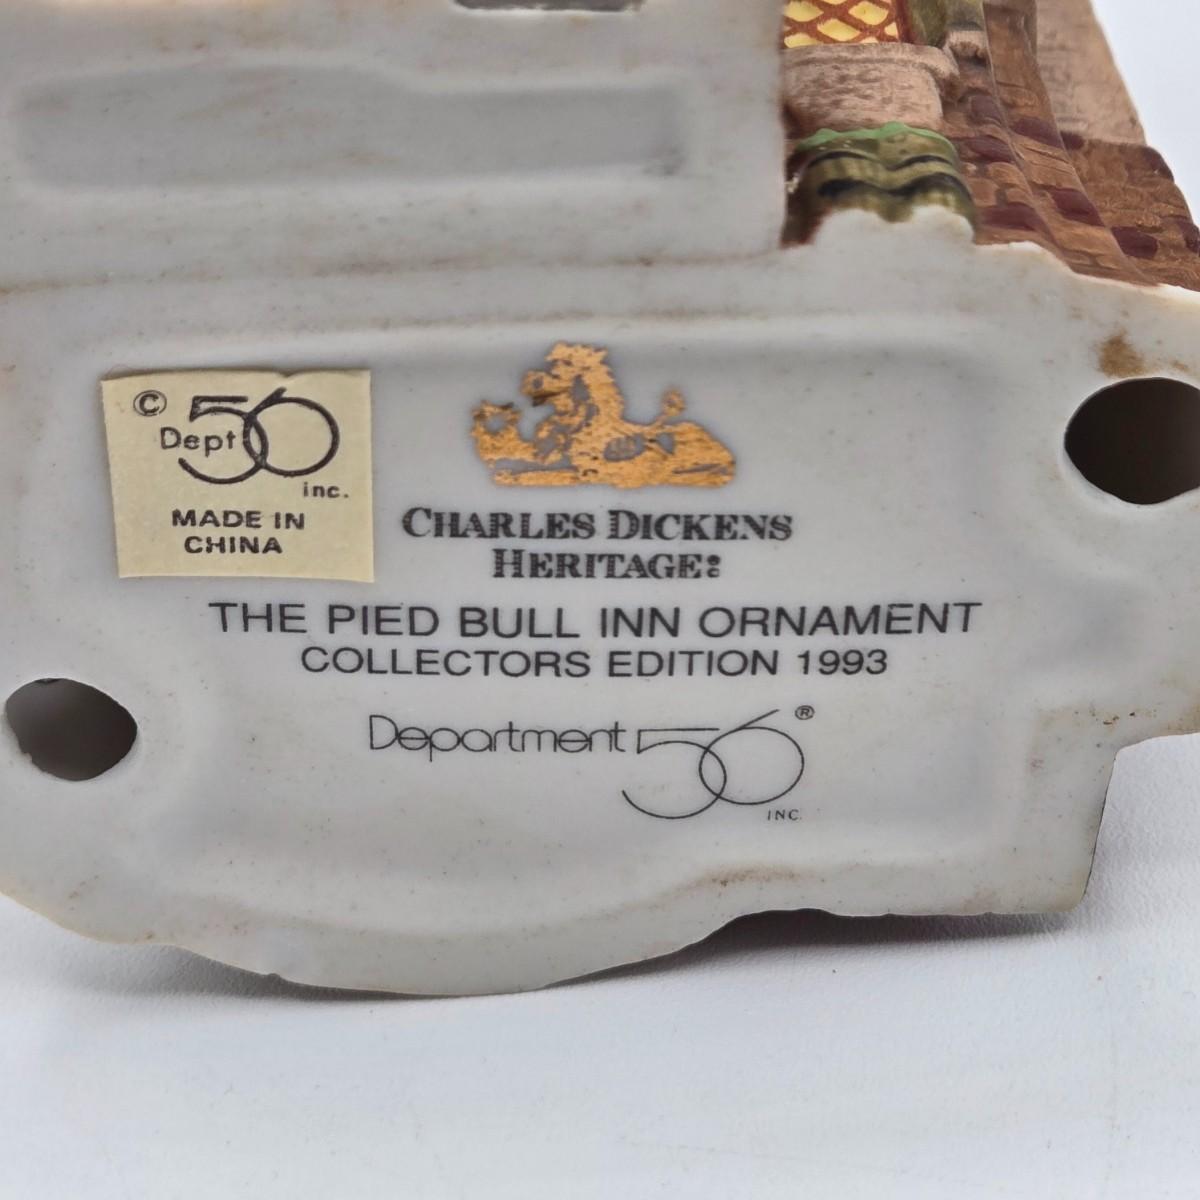 © Dept 56
inc.
MADE IN
CHINA
CHARLES DICKENS
HERITAGE:
THE PIED BULL INN ORNAMENT
COLLECTORS EDITION 1993
Department 56®
INC.